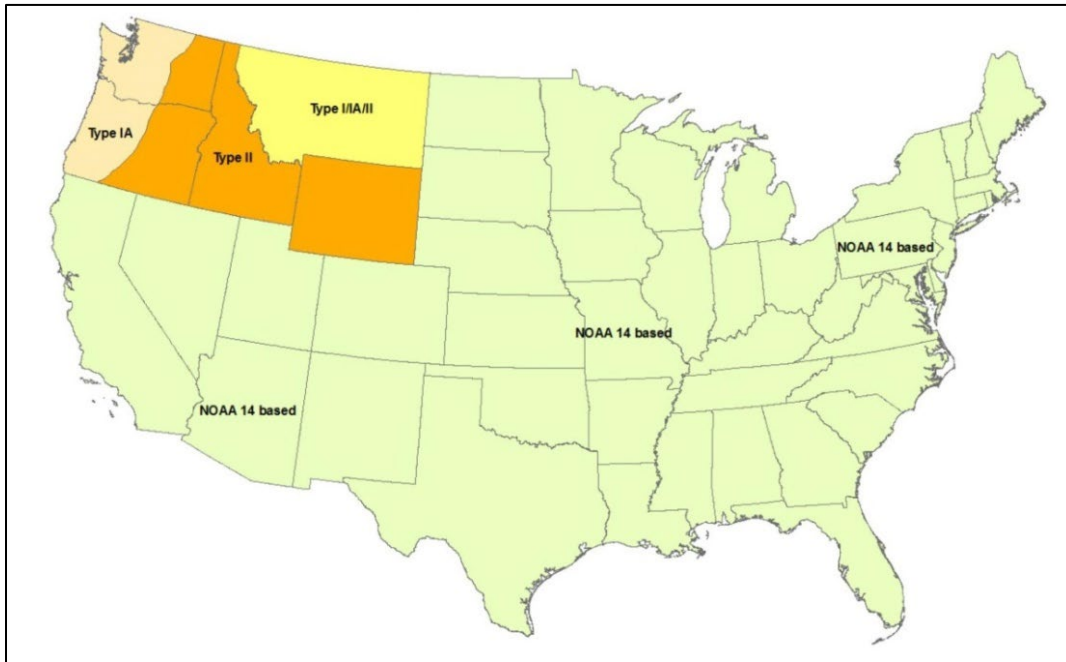 Type I/IA/II
Type IA
Type II
NOAA 14 based
NOAA 14 based
NOAA 14 based